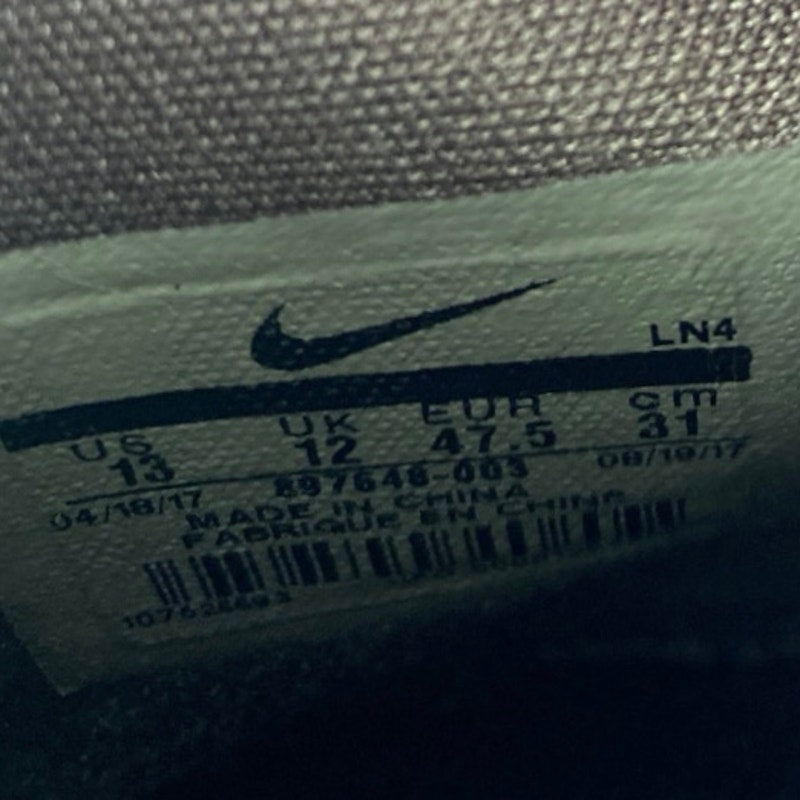 LN4
US UK EUR cm
13 12 47.5 31
04/18/17 897648-003 08/19/17
MADE IN CHINA
FABRIQUE EN CHINE